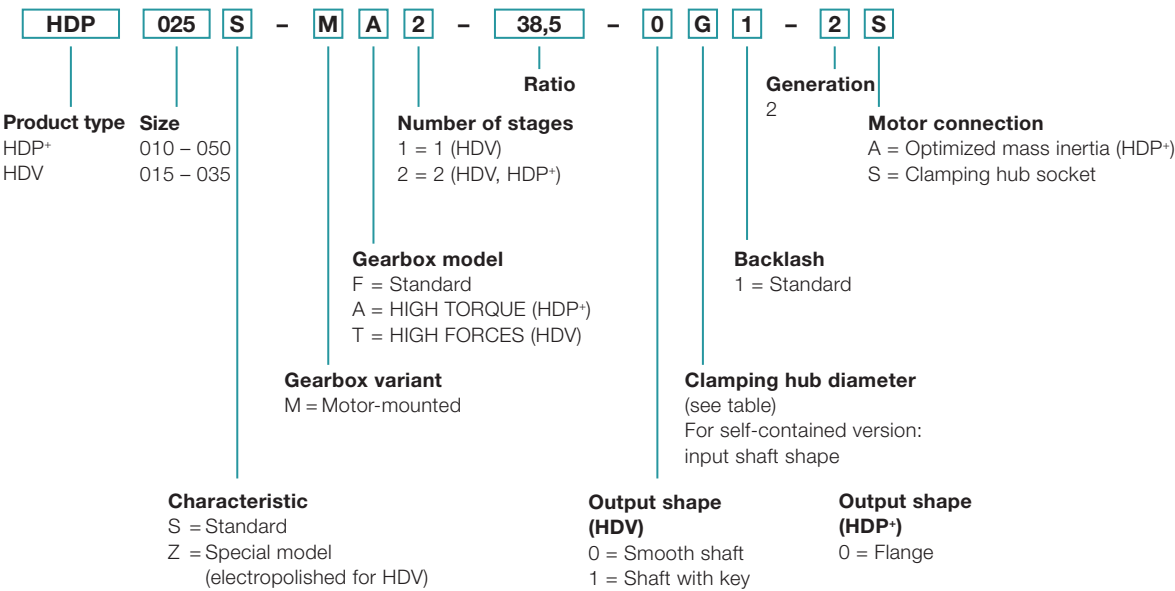 HDP 025 S – M A 2 – 38,5 – 0 G 1 - 2 S
Ratio
Generation
2
Product type
HDP+
HDV
Size
010 – 050
015 – 035
Number of stages
1 = 1 (HDV)
2 = 2 (HDV, HDP+)
Motor connection
A = Optimized mass inertia (HDP+)
S = Clamping hub socket
Gearbox model
F = Standard
A = HIGH TORQUE (HDP+)
T = HIGH FORCES (HDV)
Backlash
1 = Standard
Gearbox variant
M = Motor-mounted
Clamping hub diameter
(see table)
For self-contained version:
input shaft shape
Characteristic
S = Standard
Z = Special model
(electropolished for HDV)
Output shape
(HDV)
0 = Smooth shaft
1 = Shaft with key
Output shape
(HDP+)
0 = Flange